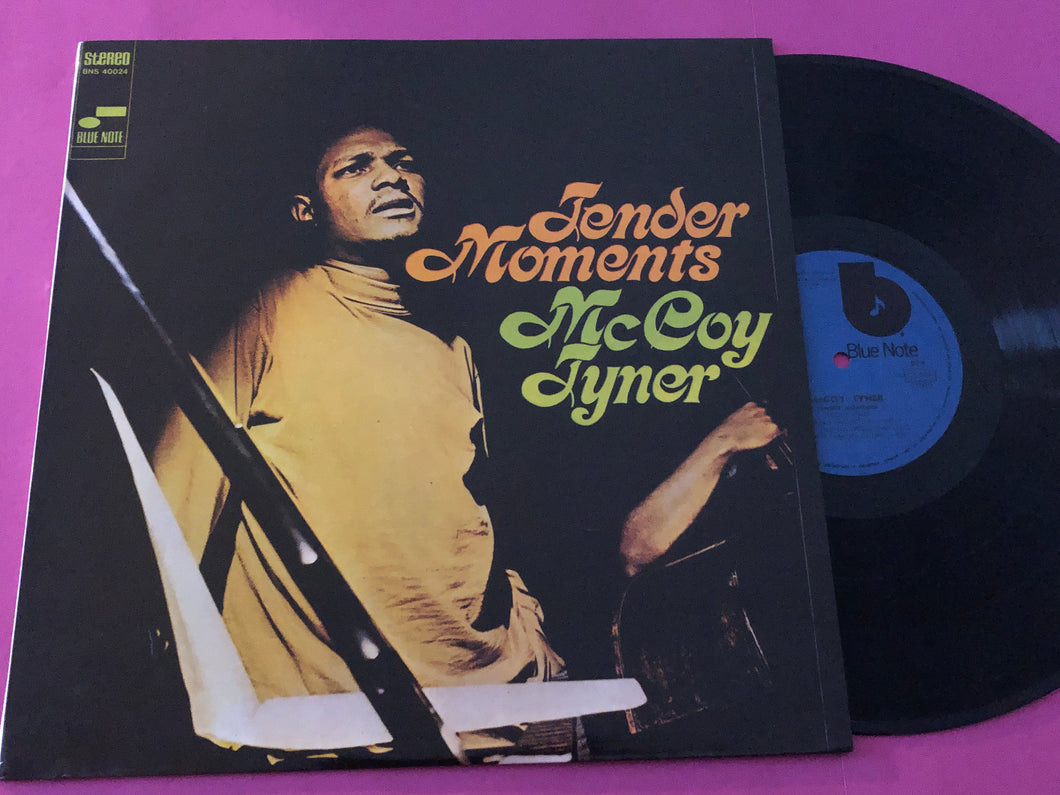 Stereo
BNS 40024
BLUE NOTE
Tender
Moments
McCoy
Tyner
b
Blue Note
McCOY TYNER